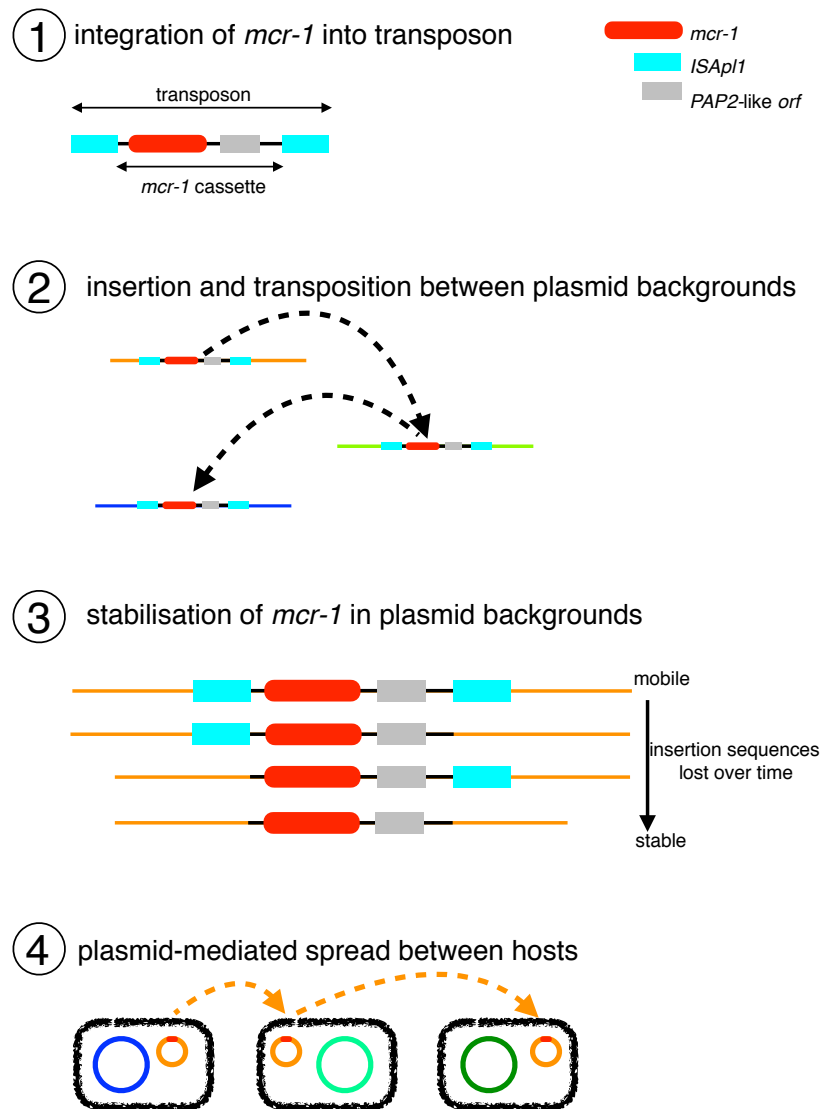 1 integration of mcr-1 into transposon
mcr-1
ISApl1
PAP2-like orf
transposon
mcr-1 cassette
2 insertion and transposition between plasmid backgrounds
3 stabilisation of mcr-1 in plasmid backgrounds
mobile
insertion sequences
lost over time
stable
4 plasmid-mediated spread between hosts